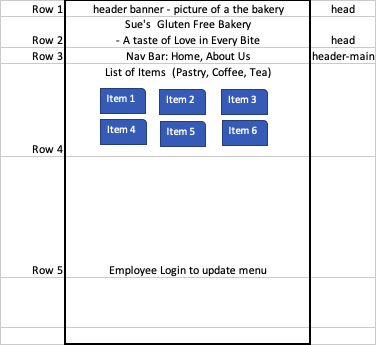 Row 1 header banner - picture of a the bakery head
Sue's  Gluten Free Bakery
Row 2 - A taste of Love in Every Bite head
Row 3 Nav Bar: Home, About Us header-main
List of Items  (Pastry, Coffee, Tea)
Item 1 Item 2 Item 3
Item 4 Item 5 Item 6
Row 4
Row 5 Employee Login to update menu